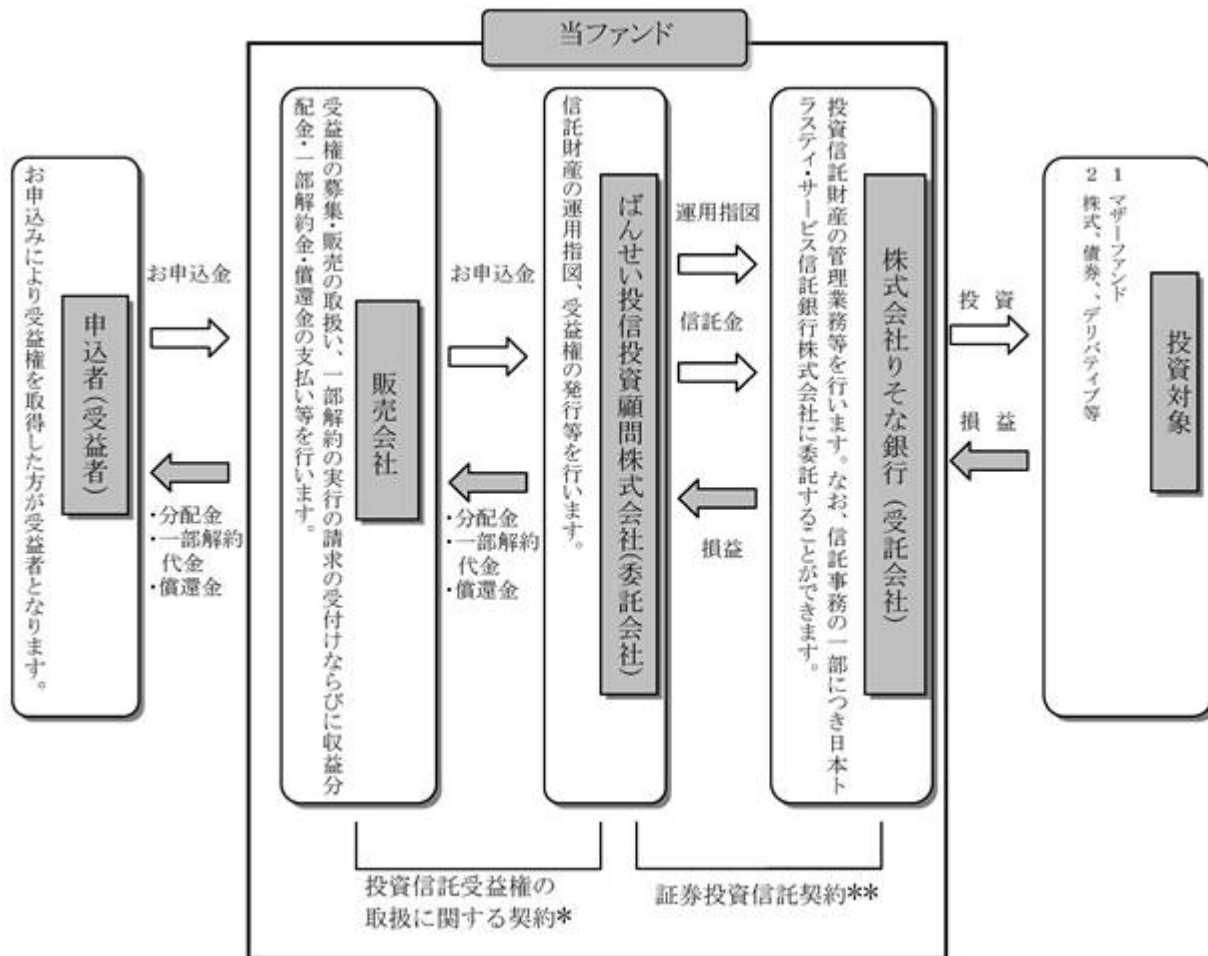 当ファンド
申込者(受益者)
お申込みにより受益権を取得した方が受益者となります。
お申込金
・分配金
・一部解約
代金
・償還金
販売会社
受益権の募集・販売の取扱い、一部解約の実行の請求の受付けならびに収益分
配金・一部解約金・償還金の支払い等を行います。
お申込金
・分配金
・一部解約
代金
・償還金
ばんせい投信投資顧問株式会社(委託会社)
信託財産の運用指図、受益権の発行等を行います。
運用指図
信託金
損益
株式会社りそな銀行(受託会社)
投資信託財産の管理業務等を行います。なお、信託事務の一部につき日本ト
ラスティ・サービス信託銀行株式会社に委託することができます。
投 資
損 益
投資対象
1 マザーファンド
2 株式、債券、、デリバティブ等
投資信託受益権の
取扱に関する契約*
証券投資信託契約**